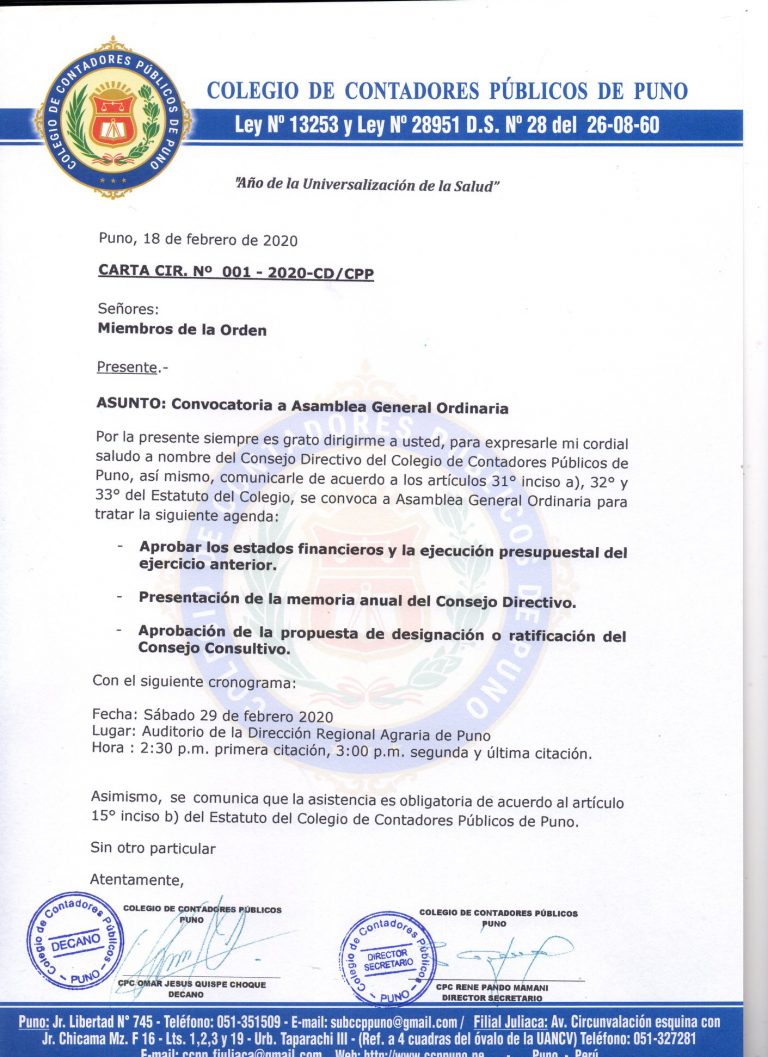 COLEGIO DE CONTADORES PÚBLICOS DE PUNO
COLEGIO DE CONTADORES PÚBLICOS DE PUNO
Ley Nº 13253 y Ley Nº 28951 D.S. Nº 28 del 26-08-60
"Año de la Universalización de la Salud"
Puno, 18 de febrero de 2020
CARTA CIR. Nº 001 - 2020-CD/CPP
Señores:
Miembros de la Orden
Presente.-
ASUNTO: Convocatoria a Asamblea General Ordinaria
Por la presente siempre es grato dirigirme a usted, para expresarle mi cordial
saludo a nombre del Consejo Directivo del Colegio de Contadores Públicos de
Puno, así mismo, comunicarle de acuerdo a los artículos 31° inciso a), 32° y
33° del Estatuto del Colegio, se convoca a Asamblea General Ordinaria para
tratar la siguiente agenda:
- Aprobar los estados financieros y la ejecución presupuestal del
ejercicio anterior.
- Presentación de la memoria anual del Consejo Directivo.
- Aprobación de la propuesta de designación o ratificación del
Consejo Consultivo.
Con el siguiente cronograma:
Fecha: Sábado 29 de febrero 2020
Lugar: Auditorio de la Dirección Regional Agraria de Puno
Hora : 2:30 p.m. primera citación, 3:00 p.m. segunda y última citación.
Asimismo, se comunica que la asistencia es obligatoria de acuerdo al artículo
15° inciso b) del Estatuto del Colegio de Contadores Públicos de Puno.
Sin otro particular
Atentamente,
Colegio de Contadores Públicos
DECANO
- PUNO -
COLEGIO DE CONTADORES PÚBLICOS
PUNO
CPC OMAR JESUS QUISPE CHOQUE
DECANO
Colegio de Contadores Públicos
DIRECTOR
SECRETARIO
- PUNO -
COLEGIO DE CONTADORES PÚBLICOS
PUNO
CPC RENE PANDO MAMANI
DIRECTOR SECRETARIO
Puno: Jr. Libertad N° 745 - Teléfono: 051-351509 - E-mail: subccppuno@gmail.com / Filial Juliaca: Av. Circunvalación esquina con
Jr. Chicama Mz. F 16 - Lts. 1,2,3 y 19 - Urb. Taparachi III - (Ref. a 4 cuadras del óvalo de la UANCV) Teléfono: 051-327281
E-mail: ccpp.fjuliaca@gmail.com Web: http://www.ccppuno.pe - Puno - Perú